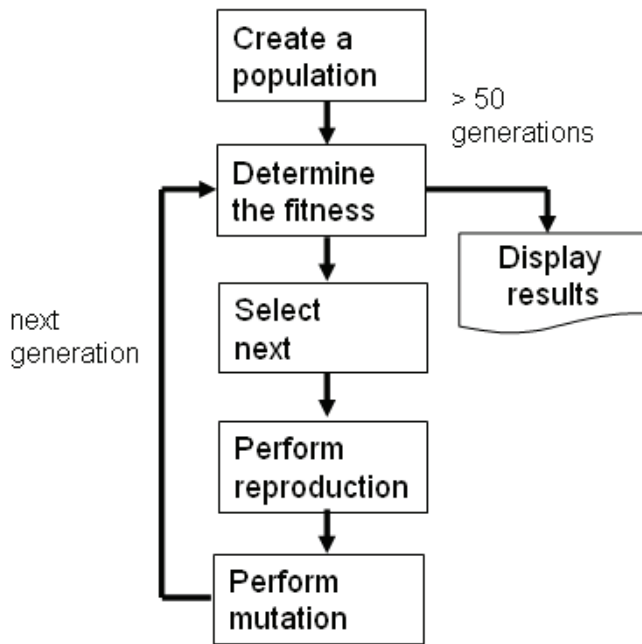 Create a
population
> 50
generations
Determine
the fitness
Display
results
Select
next
next
generation
Perform
reproduction
Perform
mutation